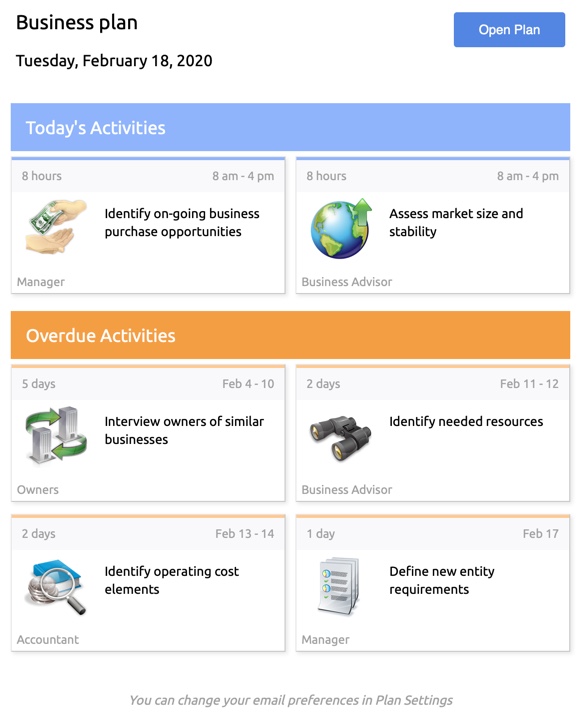 Business plan
Open Plan
Tuesday, February 18, 2020
Today's Activities
8 hours 8 am - 4 pm
Identify on-going business
purchase opportunities
Manager
8 hours 8 am - 4 pm
Assess market size and
stability
Business Advisor
Overdue Activities
5 days Feb 4 - 10
Interview owners of similar
businesses
Owners
2 days Feb 11 - 12
Identify needed resources
Business Advisor
2 days Feb 13 - 14
Identify operating cost
elements
Accountant
1 day Feb 17
Define new entity
requirements
Manager
You can change your email preferences in Plan Settings